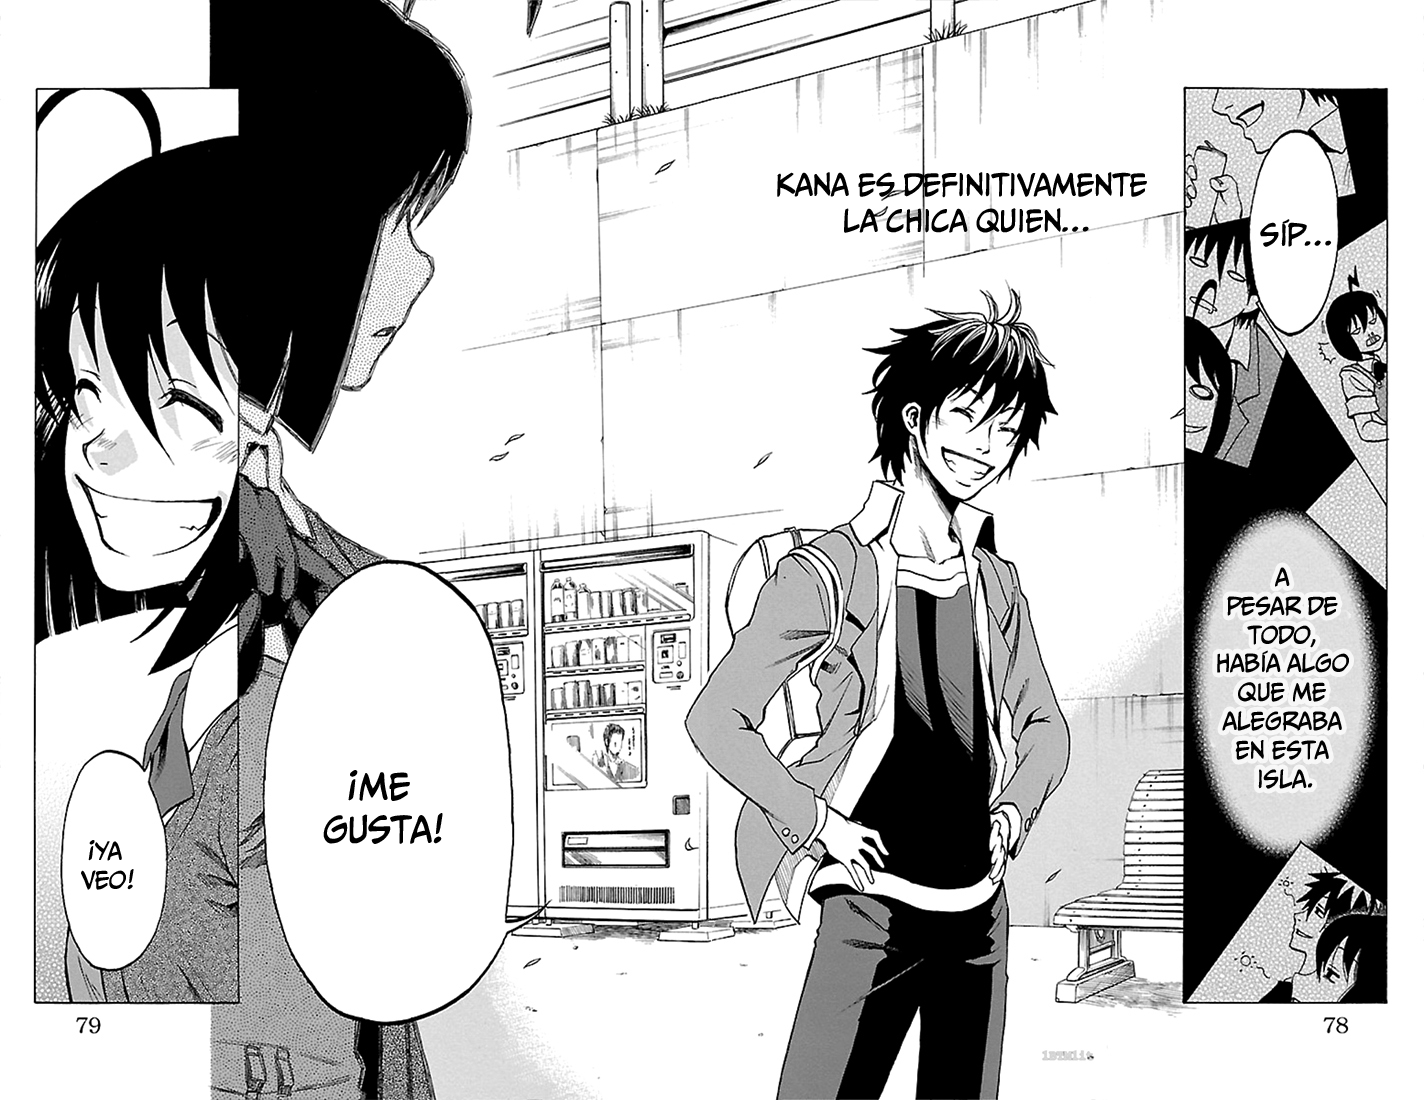 SÍP...
A
PESAR DE
TODO,
HABÍA ALGO
QUE ME
ALEGRABA
EN ESTA
ISLA.
KANA ES DEFINITIVAMENTE
LA CHICA QUIEN...
¡ME
GUSTA!
¡YA
VEO!
79
78